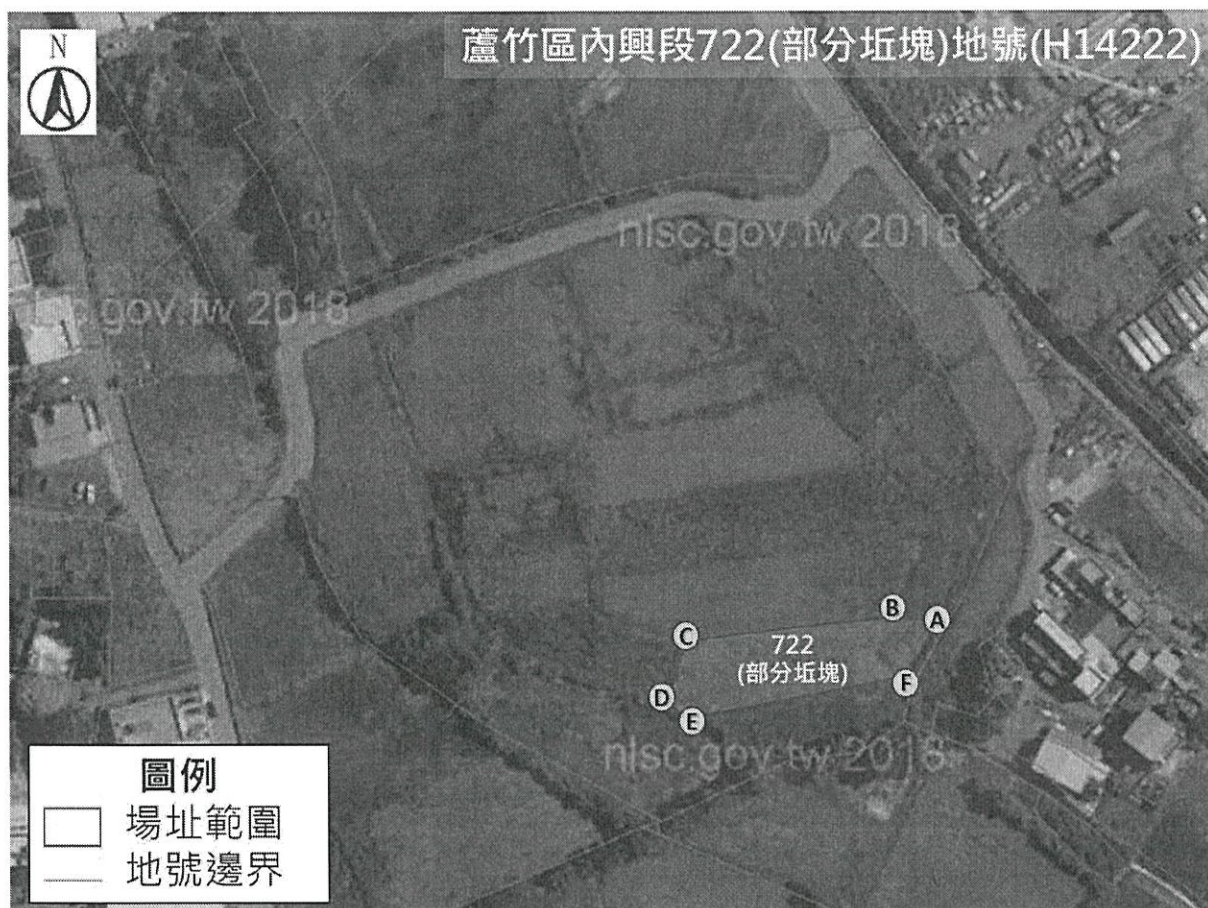 蘆竹區內興段722(部分坵塊)地號(H14222)
N
nlsc.gov.tw 2018
nlsc.gov.tw 2018
B
A
C
722
(部分坵塊)
F
D
E
nlsc.gov.tw 2018
圖例
場址範圍
地號邊界